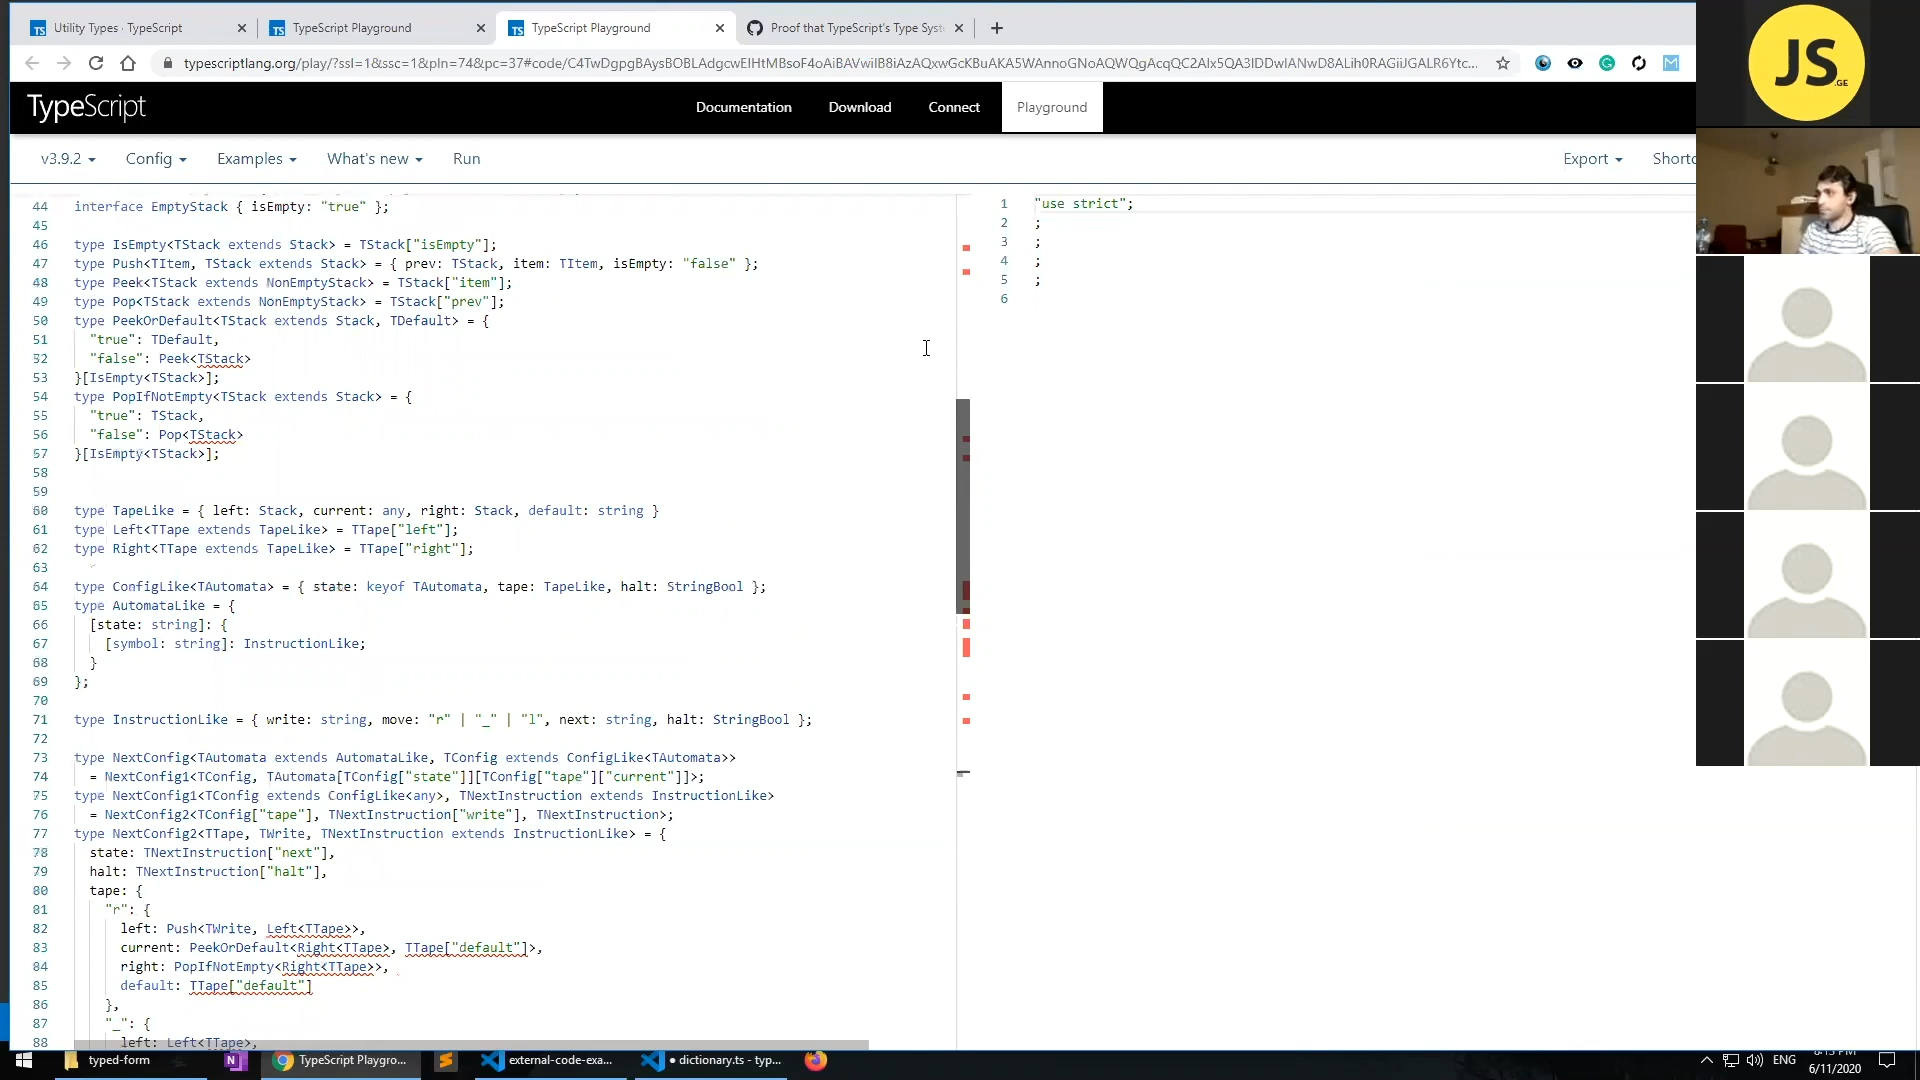 Utility Types · TypeScript
TypeScript Playground
TypeScript Playground
Proof that TypeScript's Type Syst
typescriptlang.org/play/?ssl=1&ssc=1&pln=74&pc=37#code/
TypeScript
Documentation
Download
Connect
Playground
v3.9.2
Config
Examples
What's new
Run
Export
Shortc
44 interface EmptyStack { isEmpty: "true" };
45
46 type IsEmpty<TStack extends Stack> = TStack["isEmpty"];
47 type Push<TItem, TStack extends Stack> = { prev: TStack, item: TItem, isEmpty: "false" };
48 type Peek<TStack extends NonEmptyStack> = TStack["item"];
49 type Pop<TStack extends NonEmptyStack> = TStack["prev"];
50 type PeekOrDefault<TStack extends Stack, TDefault> = {
51 "true": TDefault,
52 "false": Peek<TStack>
53 }[IsEmpty<TStack>];
54 type PopIfNotEmpty<TStack extends Stack> = {
55 "true": TStack,
56 "false": Pop<TStack>
57 }[IsEmpty<TStack>];
58
59
60 type TapeLike = { left: Stack, current: any, right: Stack, default: string }
61 type Left<TTape extends TapeLike> = TTape["left"];
62 type Right<TTape extends TapeLike> = TTape["right"];
63
64 type ConfigLike<TAutomata> = { state: keyof TAutomata, tape: TapeLike, halt: StringBool };
65 type AutomataLike = {
66 [state: string]: {
67 [symbol: string]: InstructionLike;
68 }
69 };
70
71 type InstructionLike = { write: string, move: "r" | "_" | "l", next: string, halt: StringBool };
72
73 type NextConfig<TAutomata extends AutomataLike, TConfig extends ConfigLike<TAutomata>>
74 = NextConfig1<TConfig, TAutomata[TConfig["state"]][TConfig["tape"]["current"]]>;
75 type NextConfig1<TConfig extends ConfigLike<any>, TNextInstruction extends InstructionLike>
76 = NextConfig2<TConfig["tape"], TNextInstruction["write"], TNextInstruction>;
77 type NextConfig2<TTape, TWrite, TNextInstruction extends InstructionLike> = {
78 state: TNextInstruction["next"],
79 halt: TNextInstruction["halt"],
80 tape: {
81 "r": {
82 left: Push<TWrite, Left<TTape>>,
83 current: PeekOrDefault<Right<TTape>, TTape["default"]>,
84 right: PopIfNotEmpty<Right<TTape>>,
85 default: TTape["default"]
86 },
87 "_": {
88 left: Left<TTape>,
1 "use strict";
2 ;
3 ;
4 ;
5 ;
6
JS
.GE
typed-form
TypeScript Playgro...
external-code-exa...
● dictionary.ts - typ...
ENG
6/11/2020